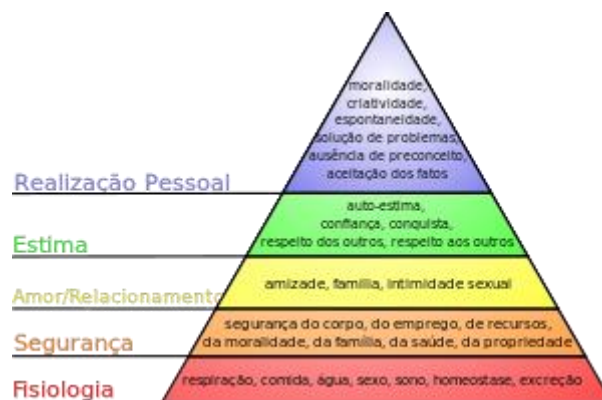 moralidade,
criatividade,
espontaneidade,
solução de problemas,
ausência de preconceito,
aceitação dos fatos
Realização Pessoal
auto-estima,
confiança, conquista,
respeito dos outros, respeito aos outros
Estima
amizade, família, intimidade sexual
Amor/Relacionamento
segurança do corpo, do emprego, de recursos,
da moralidade, da família, da saúde, da propriedade
Segurança
respiração, comida, água, sexo, sono, homeostase, excreção
Fisiologia